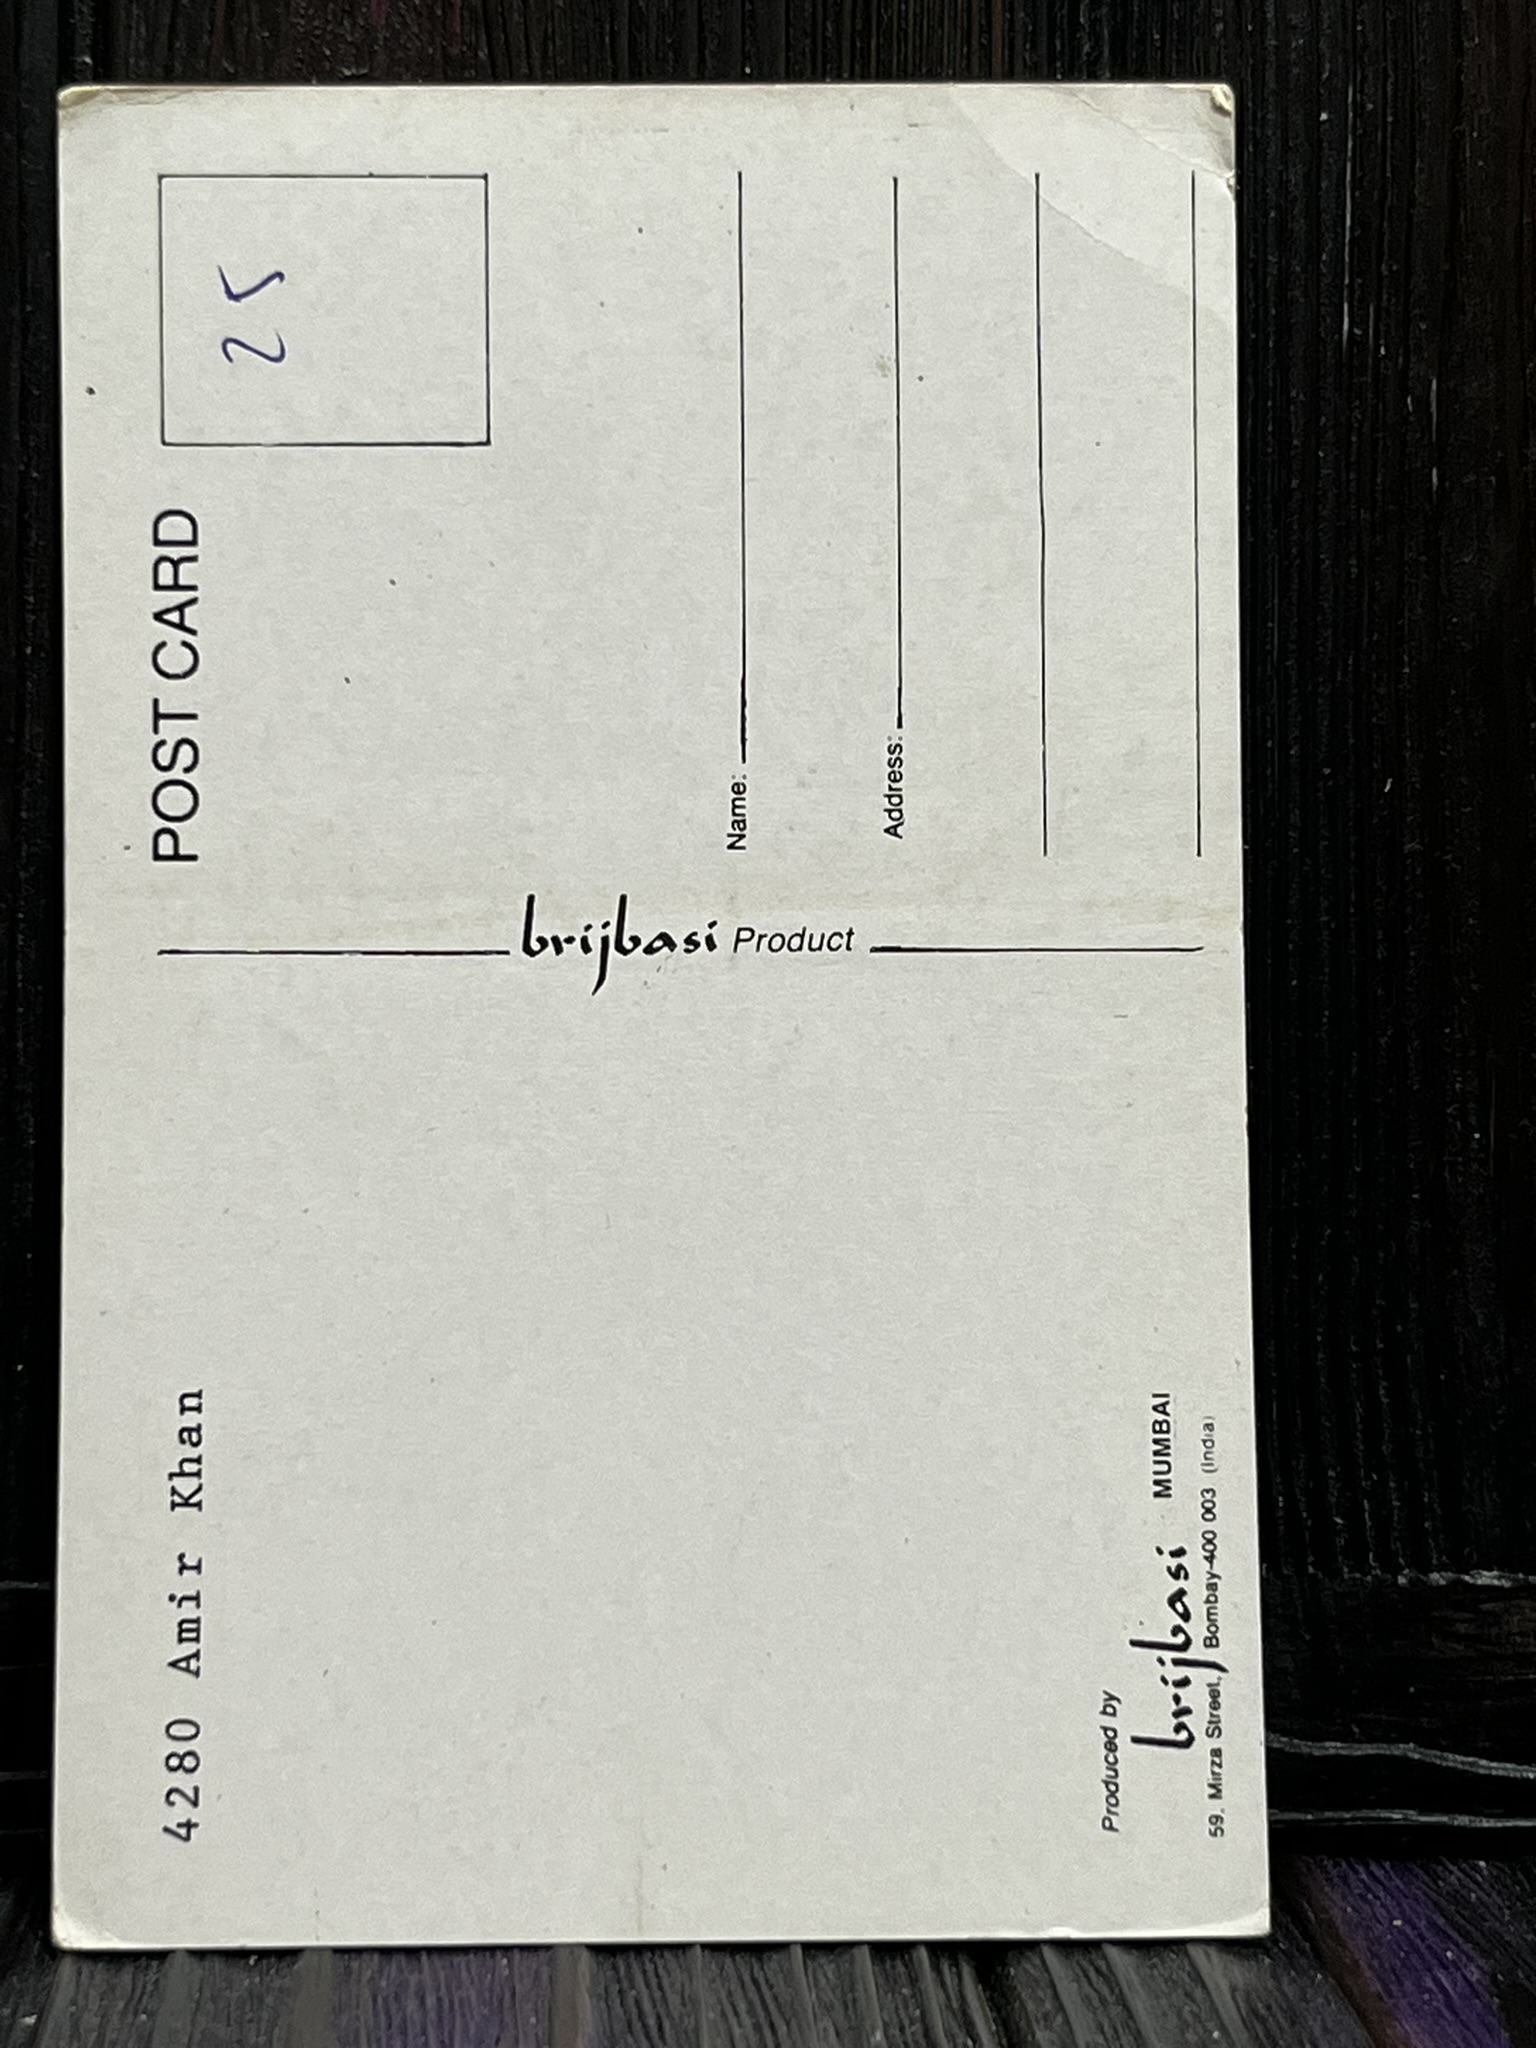 4280 Amir Khan
Produced by
brijbasi MUMBAI
59, Mirza Street, Bombay-400 003 (India)
brijbasi Product
POST CARD
25
Name:
Address: